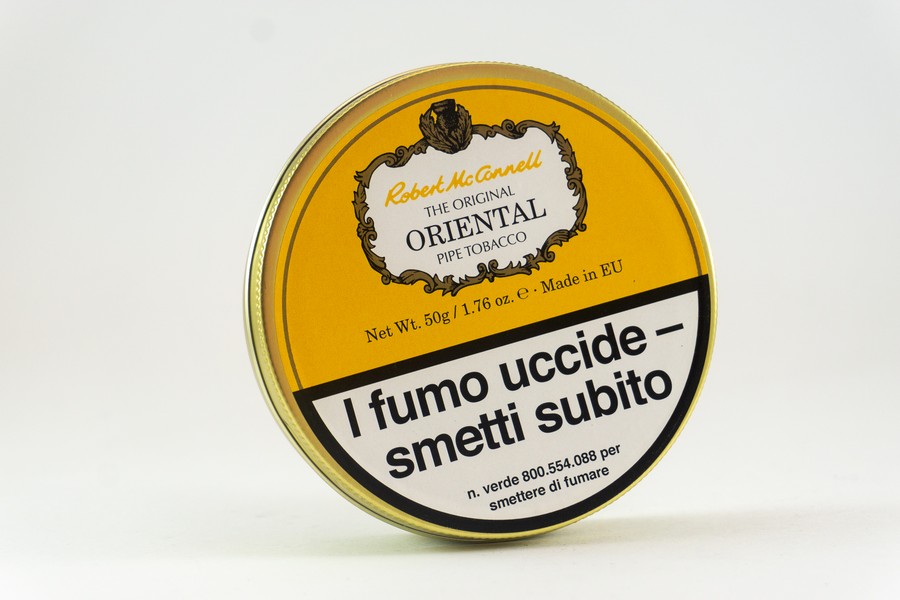 Robert McConnell
THE ORIGINAL
ORIENTAL
PIPE TOBACCO
Net Wt. 50g / 1.76 oz. ℮ · Made in EU
I fumo uccide –
smetti subito
n. verde 800.554.088 per
smettere di fumare